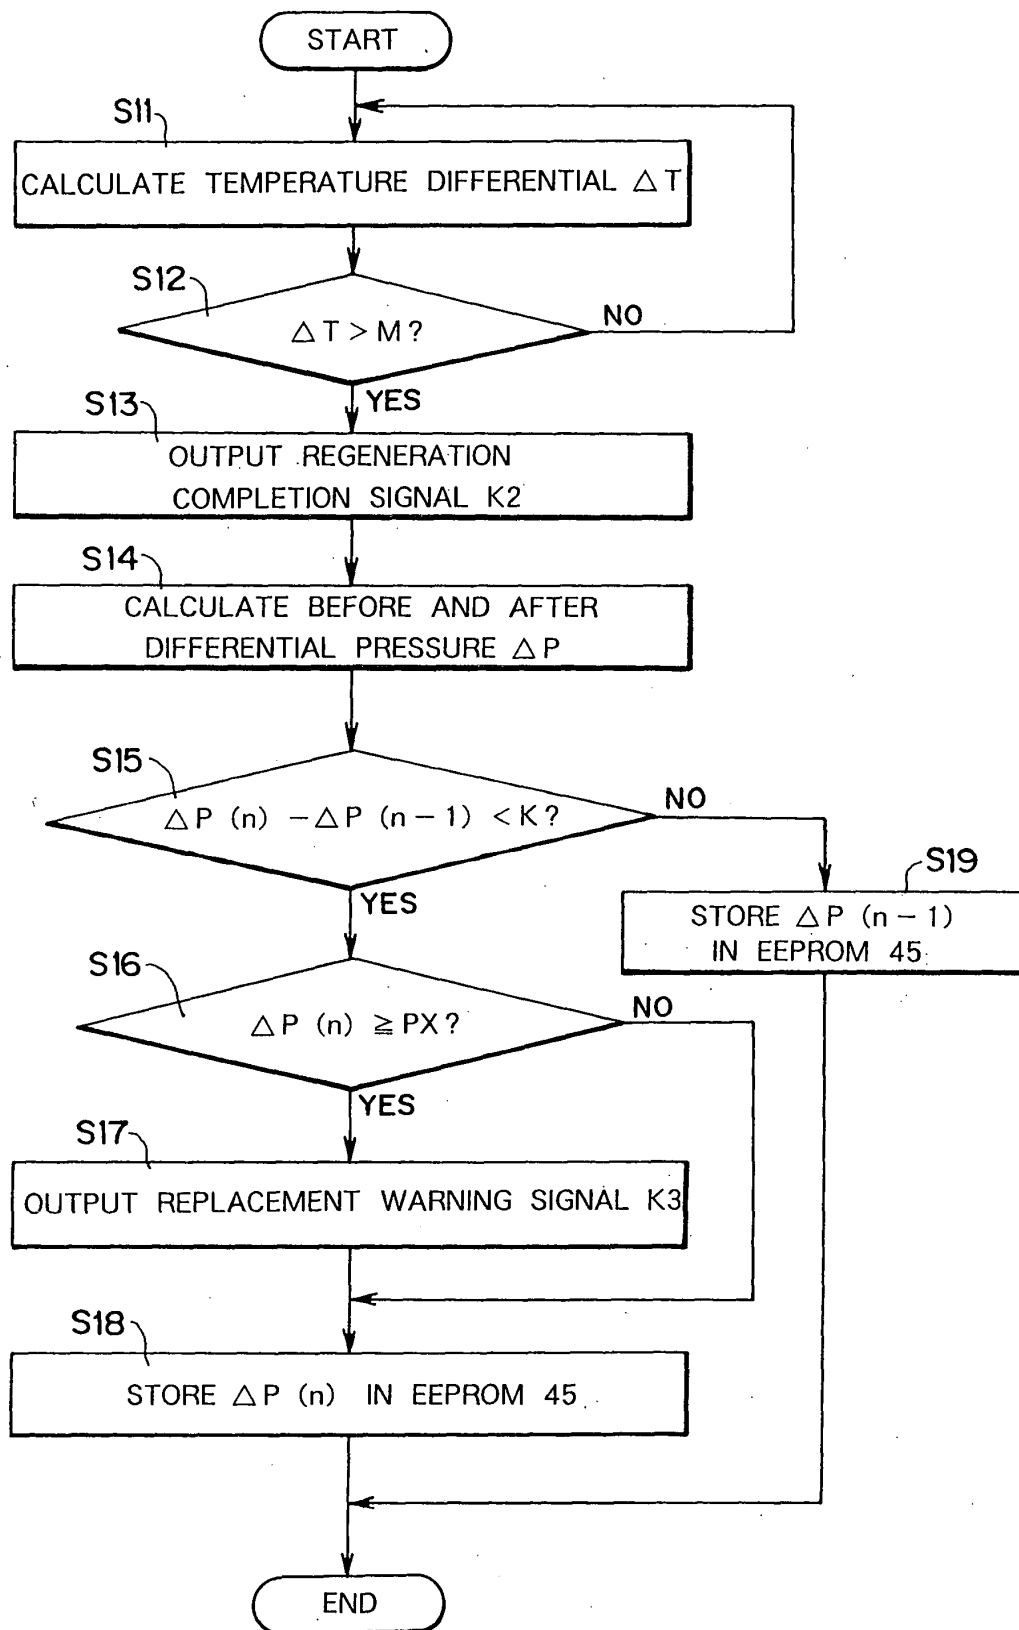 START
S11
CALCULATE TEMPERATURE DIFFERENTIAL △T
S12
△T > M?
NO
YES
S13
OUTPUT REGENERATION
COMPLETION SIGNAL K2
S14
CALCULATE BEFORE AND AFTER
DIFFERENTIAL PRESSURE △P
S15
△P (n) − △P (n − 1) < K?
NO
YES
S19
STORE △P (n − 1)
IN EEPROM 45
S16
△P (n) ≧ PX?
NO
YES
S17
OUTPUT REPLACEMENT WARNING SIGNAL K3
S18
STORE △P (n) IN EEPROM 45
END